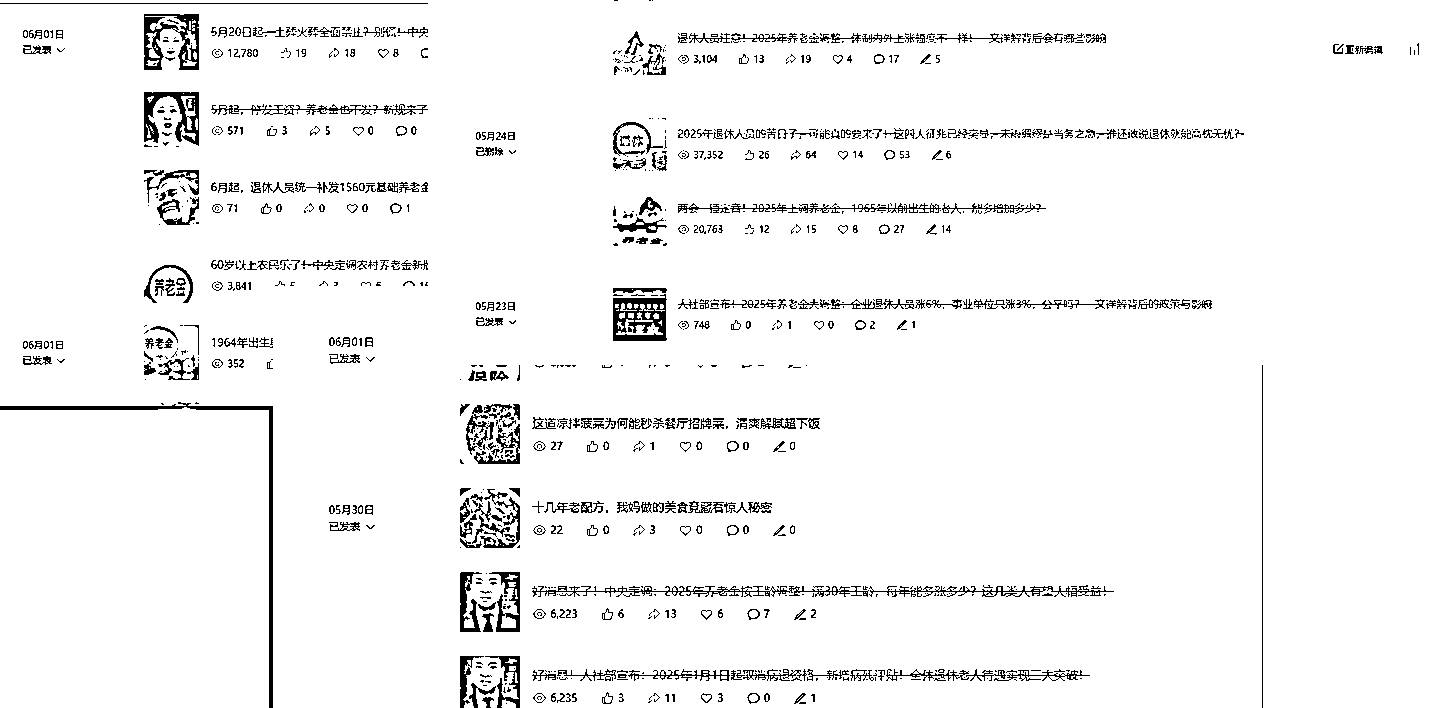 06月01日
已发表
5月20日起,土葬火葬全面禁止?别慌!中央
12,780 19 18 8
5月起,停发工资?养老金也不发?新规来了
571 3 5 0 0
6月起,退休人员统一补发1560元基础养老金
71 0 0 0 1
60岁以上农民乐了!中央定调农村养老金新
3,841
养老金
06月01日
已发表
养老金
1964年出生
352
退休人员注意!2025年养老金调整,体制内外上涨幅度不一样!一文详解背后会有哪些影响
3,104 13 19 4 17 5
重新编辑
05月24日
已删除
2025年退休人员的苦日子,可能真的要来了!这四大征兆已经突显,未雨绸缪是当务之急,谁还敢说退休就能高枕无忧?
37,352 26 64 14 53 6
两会一锤定音!2025年上调养老金,1965年以前出生的老人,能多增加多少?
20,763 12 15 8 27 14
养老金
05月23日
已发表
人社部宣布!2025年养老金大调整:企业退休人员涨6%,事业单位只涨3%,公平吗?一文详解背后的政策与影响
748 0 1 0 2 1
06月01日
已发表
这道凉拌菠菜为何能秒杀餐厅招牌菜,清爽解腻超下饭
27 0 1 0 0 0
05月30日
已发表
十几年老配方,我妈做的美食竟藏着惊人秘密
22 0 3 0 0 0
好消息来了!中央定调:2025年养老金按工龄调整!满30年工龄,每年能多涨多少?这几类人有望大幅受益!
6,223 6 13 6 7 2
好消息!人社部宣布:2025年1月1日起取消病退资格,新增病残津贴!全体退休老人待遇实现三大突破!
6,235 3 11 3 0 1